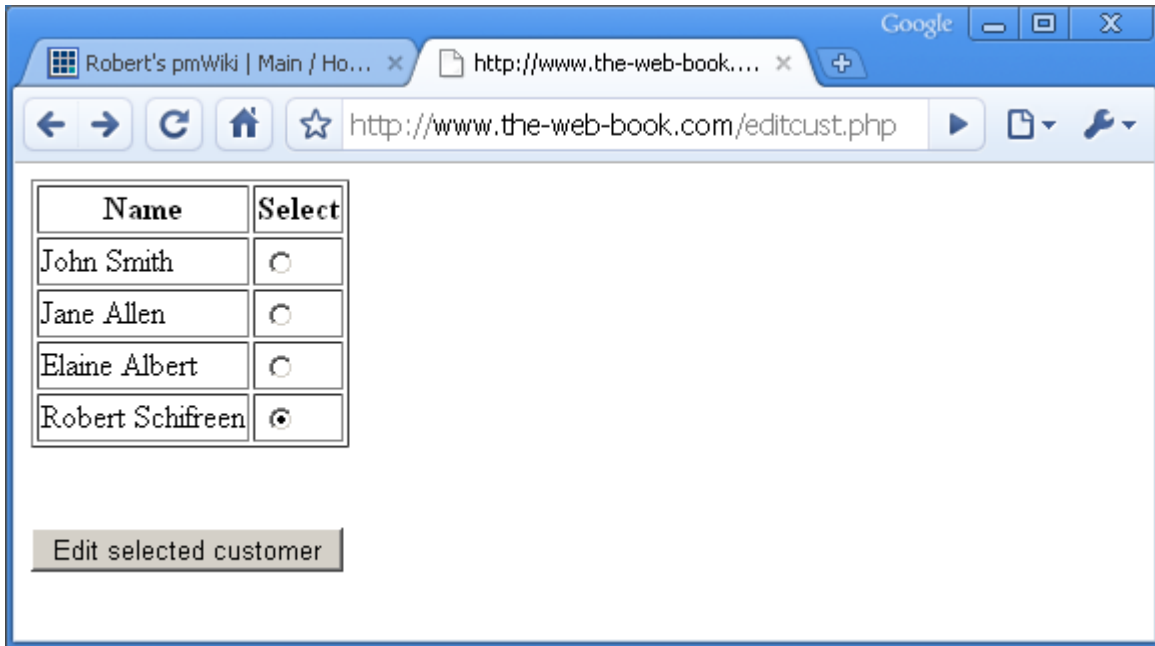 Google
Robert's pmWiki | Main / Ho... http://www.the-web-book....
http://www.the-web-book.com/editcust.php
Name Select
John Smith
Jane Allen
Elaine Albert
Robert Schifreen
Edit selected customer